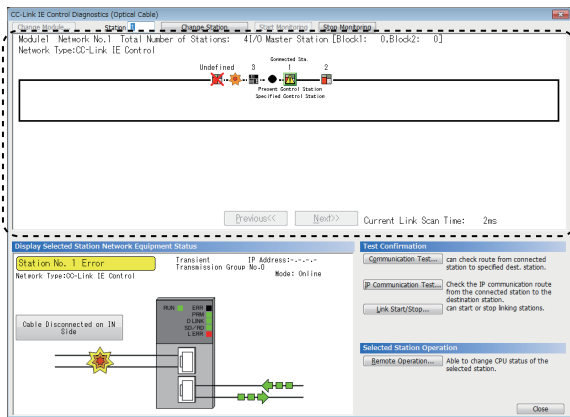 CC-Link IE Control Diagnostics (Optical Cable)
Change Module... Station 1 Change Station Start Monitoring Stop Monitoring
Module1 Network No.1 Total Number of Stations: 4I/O Master Station [Block1: 0.Block2: 0]
Network Type:CC-Link IE Control
Connected Sta.
Undefined 3 1 2
Present Control Station
Specified Control Station
Previous<< Next>> Current Link Scan Time: 2ms
Display Selected Station Network Equipment Status
Station No. 1 Error
Transient Transmission Group No.0
IP Address:-.-.-.-
Mode: Online
Network Type:CC-Link IE Control
RUN ERR
PRM
D LINK
SD/RD
L ERR
Cable Disconnected on IN
Side
Test Confirmation
Communication Test... can check route from connected
station to specified dest. station.
IP Communication Test... Check the IP communication route
from the connected station to the
destination station.
Link Start/Stop... can start or stop linking stations.
Selected Station Operation
Remote Operation... Able to change CPU status of the
selected station.
Close